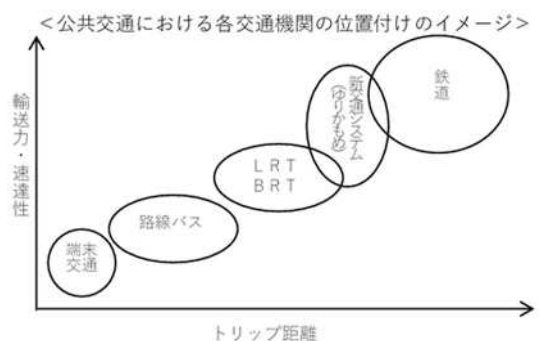 ＜公共交通における各交通機関の位置付けのイメージ＞
輸送力・速達性
鉄道
新交通システム
(ゆりかもめ)
ＬＲＴ
ＢＲＴ
路線バス
端末
交通
トリップ距離